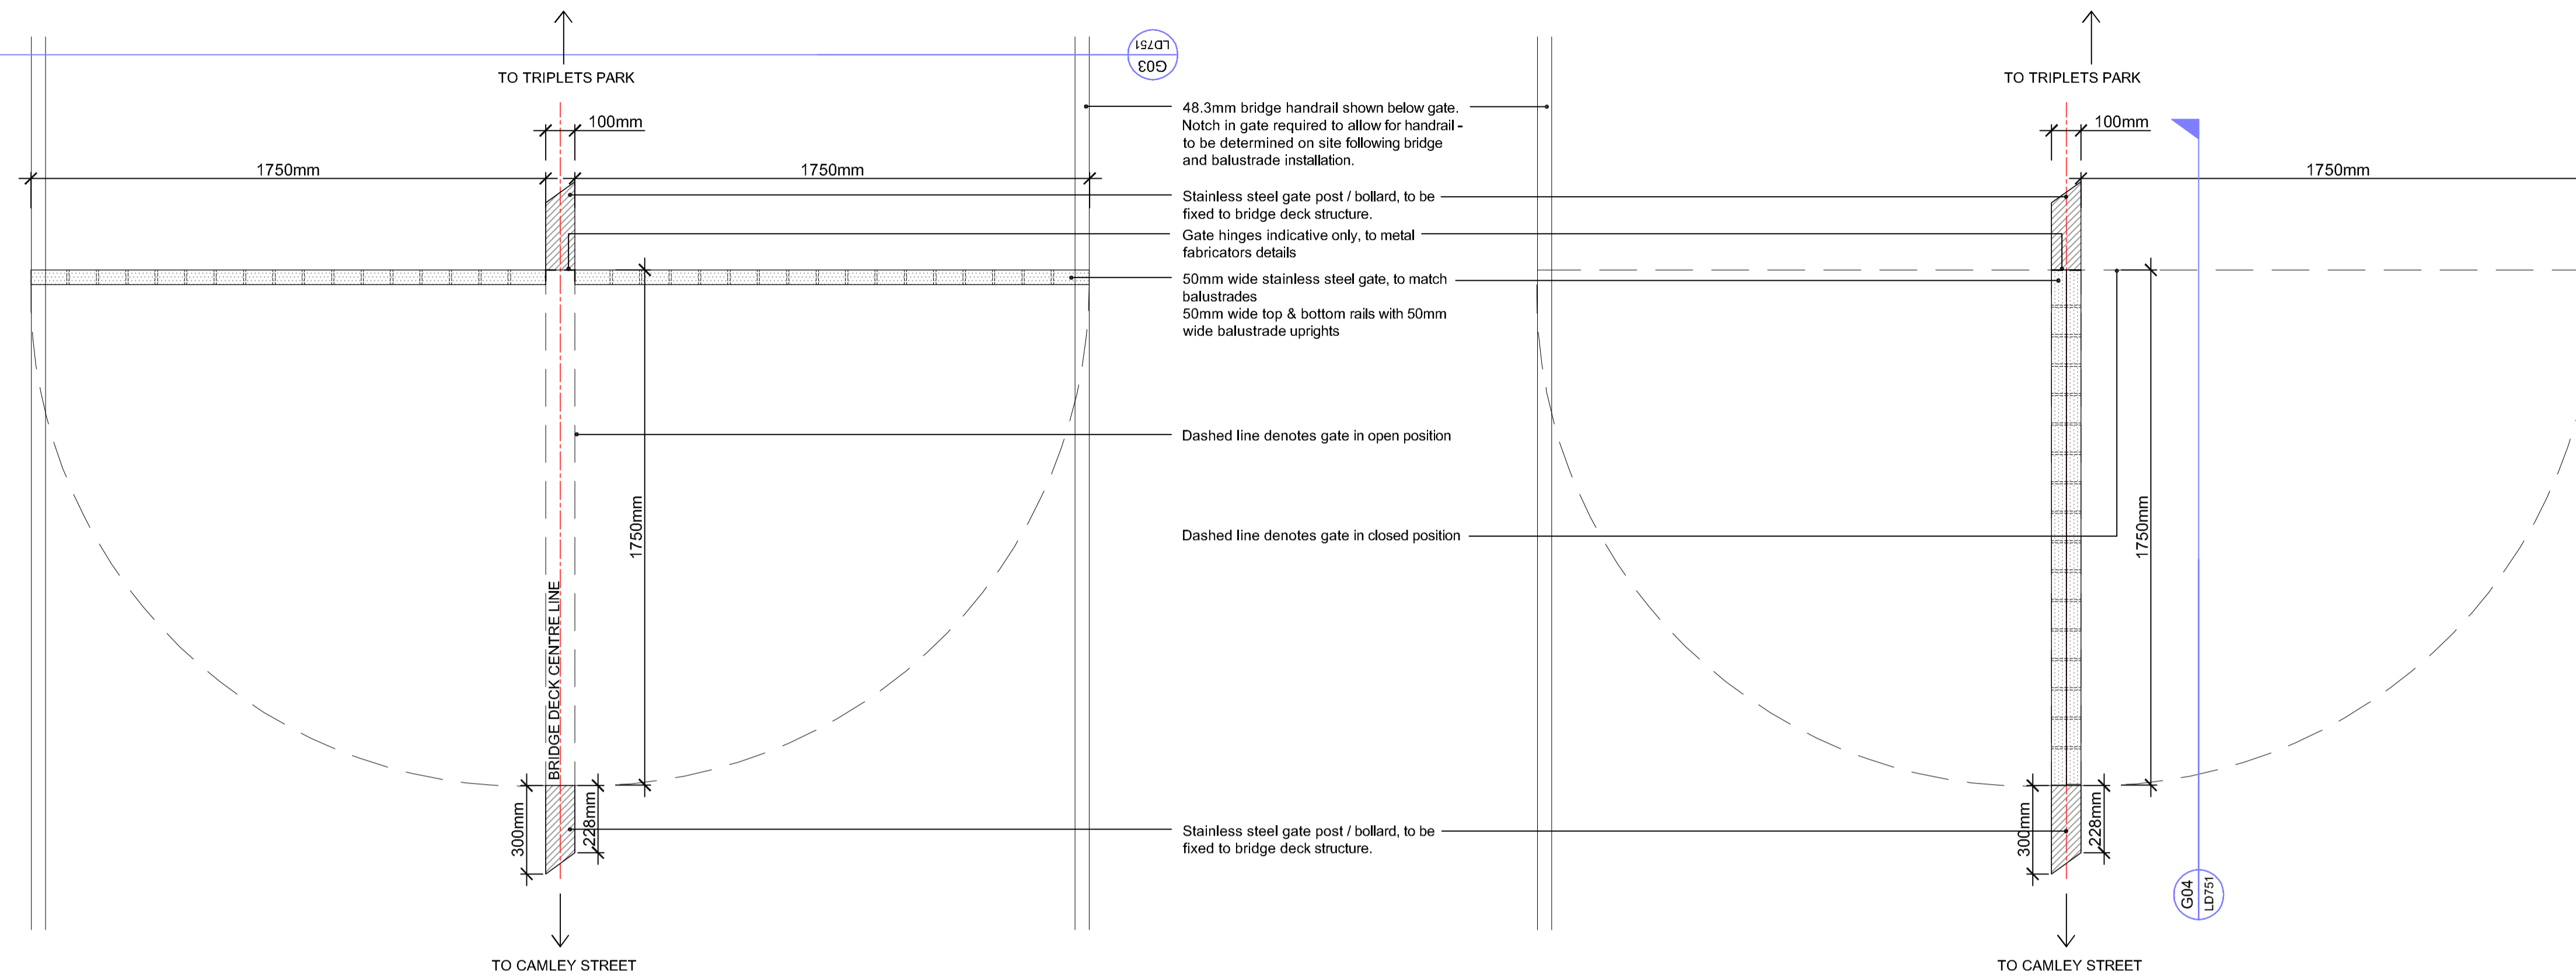 TO TRIPLETS PARK
LD751
G03
100mm
1750mm
1750mm
1750mm
BRIDGE DECK CENTRE LINE
300mm
228mm
TO CAMLEY STREET
48.3mm bridge handrail shown below gate.
Notch in gate required to allow for handrail -
to be determined on site following bridge
and balustrade installation.
Stainless steel gate post / bollard, to be
fixed to bridge deck structure.
Gate hinges indicative only, to metal
fabricators details
50mm wide stainless steel gate, to match
balustrades
50mm wide top & bottom rails with 50mm
wide balustrade uprights
Dashed line denotes gate in open position
Dashed line denotes gate in closed position
Stainless steel gate post / bollard, to be
fixed to bridge deck structure.
TO TRIPLETS PARK
100mm
1750mm
1750mm
300mm
228mm
G04
LD751
TO CAMLEY STREET